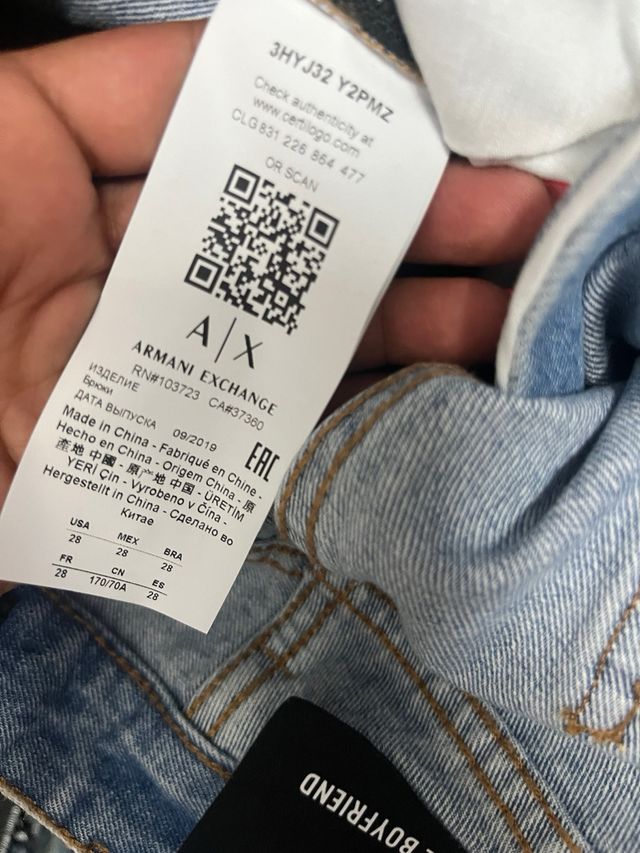 3HYJ32 Y2PMZ
Check authenticity at
www.certilogo.com
CLG 831 226 864 477
OR SCAN
A|X
ARMANI EXCHANGE
RN#103723 CA#37360
ИЗДЕЛИЕ
Брюки
ДАТА ВЫПУСКА 09/2019
EAC
Made in China - Fabriqué en Chine -
Hecho en China - Origem China - 原
產地 中國 - 原产地 中国 - ÜRETİM
YERİ Çin - Vyrobeno v Čína -
Hergestellt in China - Сделано во
Китае
USA MEX BRA
28 28 28
FR CN ES
28 170/70A 28
BOYFRIEND